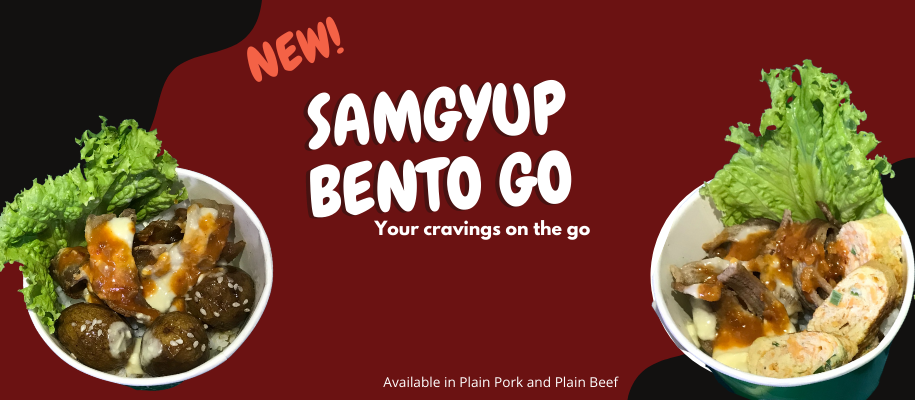 NEW!
SAMGYUP
BENTO GO
Your cravings on the go
Available in Plain Pork and Plain Beef